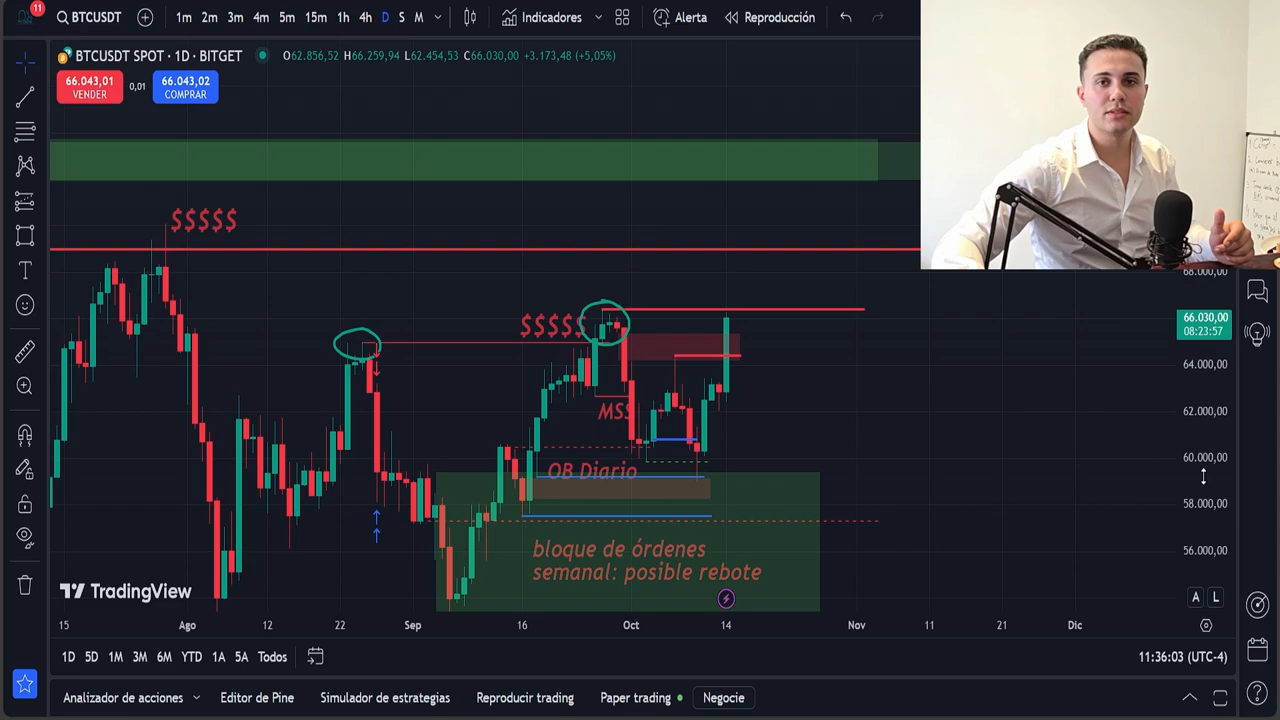 11
BTCUSDT
1m 2m 3m 4m 5m 15m 1h 4h D S M
Indicadores
Alerta
Reproducción
BTCUSDT SPOT · 1D · BITGET
O62.856,52 H66.259,94 L62.454,53 C66.030,00 +3.173,48 (+5,05%)
66.043,01
VENDER
0,01
66.043,02
COMPRAR
$$$$$
68.000,00
66.030,00
08:23:57
$$$$$
64.000,00
MSS
62.000,00
60.000,00
OB Diario
58.000,00
bloque de órdenes
semanal: posible rebote
56.000,00
TradingView
A L
15 Ago 12 22 Sep 16 Oct 14 Nov 11 21 Dic
1D 5D 1M 3M 6M YTD 1A 5A Todos
11:36:03 (UTC-4)
Analizador de acciones
Editor de Pine
Simulador de estrategias
Reproducir trading
Paper trading
Negocie